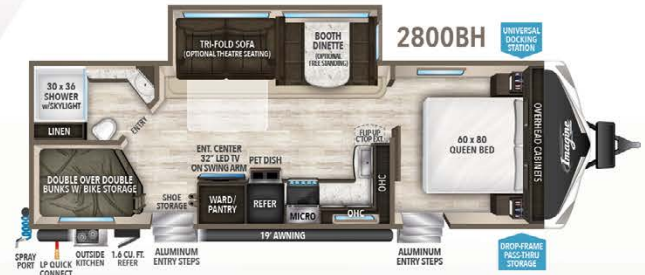 2800BH
UNIVERSAL
DOCKING
STATION
TRI-FOLD SOFA
(OPTIONAL THEATRE SEATING)
BOOTH
DINETTE
(OPTIONAL
FREE STANDING)
30 x 36
SHOWER
w/SKYLIGHT
LINEN
ENTRY
ENT. CENTER
32" LED TV
ON SWING ARM
PET DISH
FLIP-UP
C'TOP EXT.
60 x 80
QUEEN BED
OVERHEAD CABINETS
Imagine
DOUBLE OVER DOUBLE
BUNKS W/ BIKE STORAGE
SHOE
STORAGE
WARD/
PANTRY
REFER
MICRO
OHC
OHC
19' AWNING
SPRAY
PORT
LP QUICK
CONNECT
OUTSIDE
KITCHEN
1.6 CU. FT.
REFER
ALUMINUM
ENTRY STEPS
ALUMINUM
ENTRY STEPS
DROP-FRAME
PASS-THRU
STORAGE